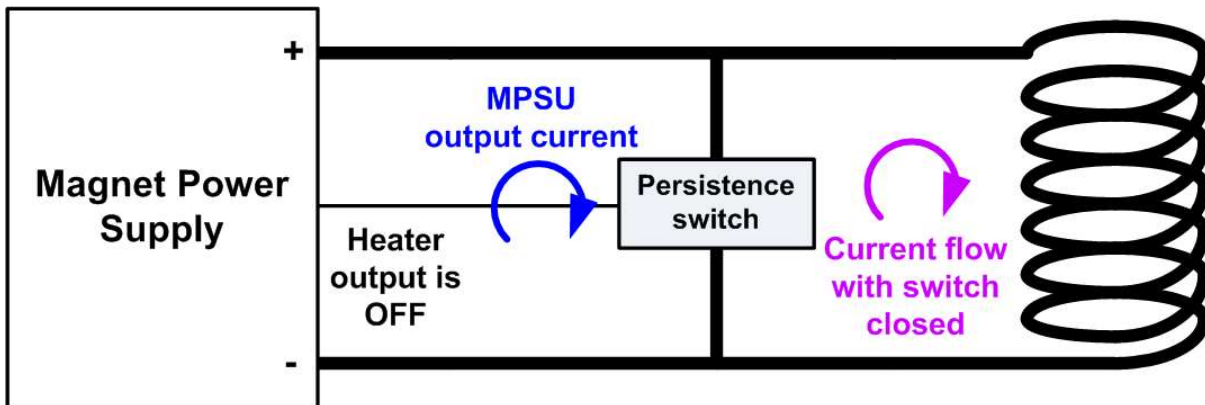 +
MPSU
output current
Magnet Power
Supply
Persistence
switch
Heater
output is
OFF
Current flow
with switch
closed
-